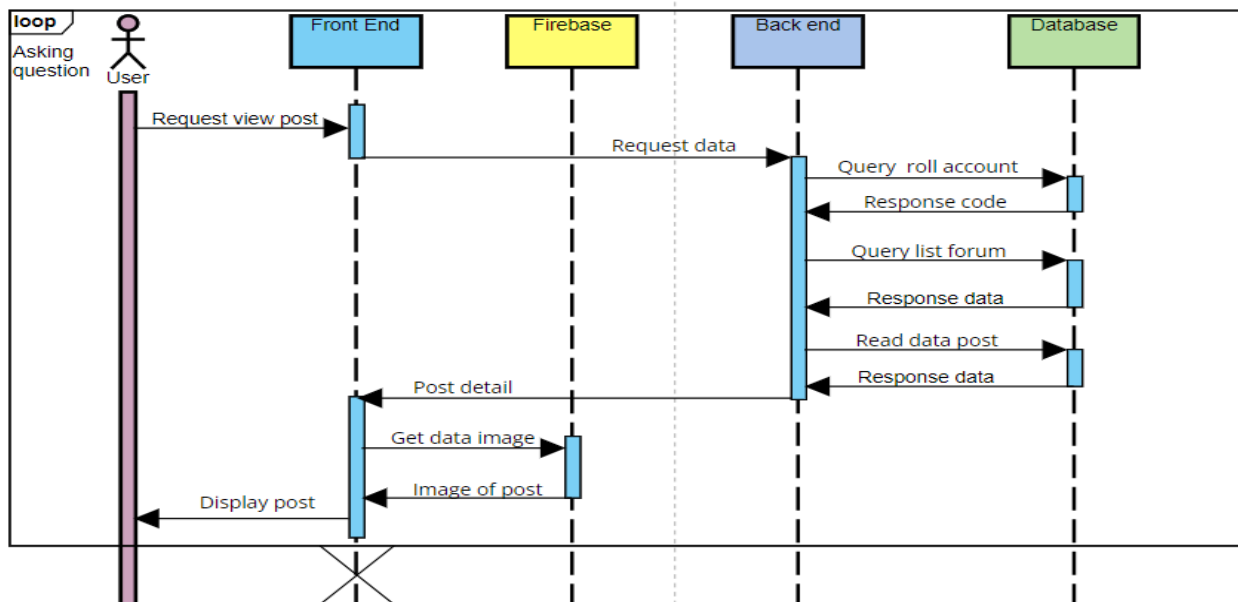 loop
Asking
question
User
Front End
Firebase
Back end
Database
Request view post
Request data
Query roll account
Response code
Query list forum
Response data
Read data post
Response data
Post detail
Get data image
Image of post
Display post